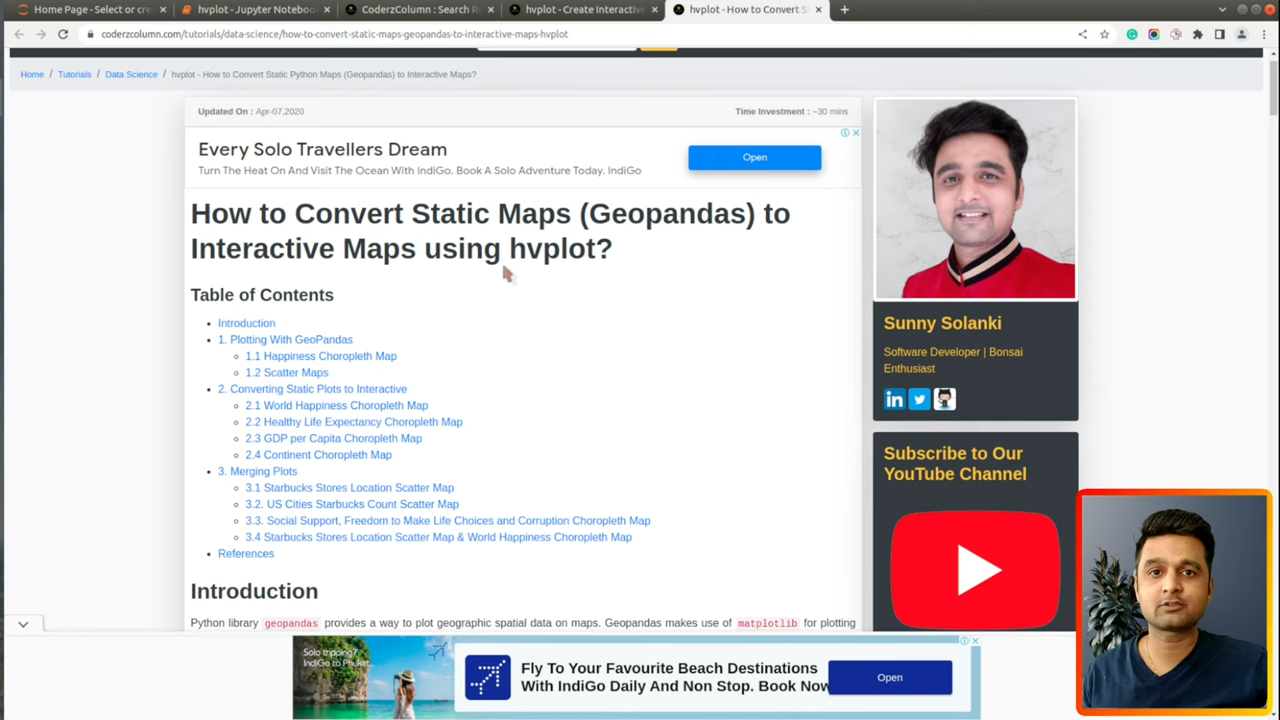 Home Page - Select or cre
hvplot - Jupyter Noteboo
CoderzColumn : Search R
hvplot - Create Interactive
hvplot - How to Convert S
coderzcolumn.com/tutorials/data-science/how-to-convert-static-maps-geopandas-to-interactive-maps-hvplot
Home / Tutorials / Data Science / hvplot - How to Convert Static Python Maps (Geopandas) to Interactive Maps?
Updated On : Apr-07,2020
Time Investment : ~30 mins
Every Solo Travellers Dream
Turn The Heat On And Visit The Ocean With IndiGo. Book A Solo Adventure Today. IndiGo
Open
How to Convert Static Maps (Geopandas) to
Interactive Maps using hvplot?
Table of Contents
Introduction
1. Plotting With GeoPandas
1.1 Happiness Choropleth Map
1.2 Scatter Maps
2. Converting Static Plots to Interactive
2.1 World Happiness Choropleth Map
2.2 Healthy Life Expectancy Choropleth Map
2.3 GDP per Capita Choropleth Map
2.4 Continent Choropleth Map
3. Merging Plots
3.1 Starbucks Stores Location Scatter Map
3.2. US Cities Starbucks Count Scatter Map
3.3. Social Support, Freedom to Make Life Choices and Corruption Choropleth Map
3.4 Starbucks Stores Location Scatter Map & World Happiness Choropleth Map
References
Introduction
Python library geopandas provides a way to plot geographic spatial data on maps. Geopandas makes use of matplotlib for plotting
Sunny Solanki
Software Developer | Bonsai
Enthusiast
in
Subscribe to Our
YouTube Channel
Solo tripping?
IndiGo to Phuket
Fly To Your Favourite Beach Destinations
With IndiGo Daily And Non Stop. Book Now
Open